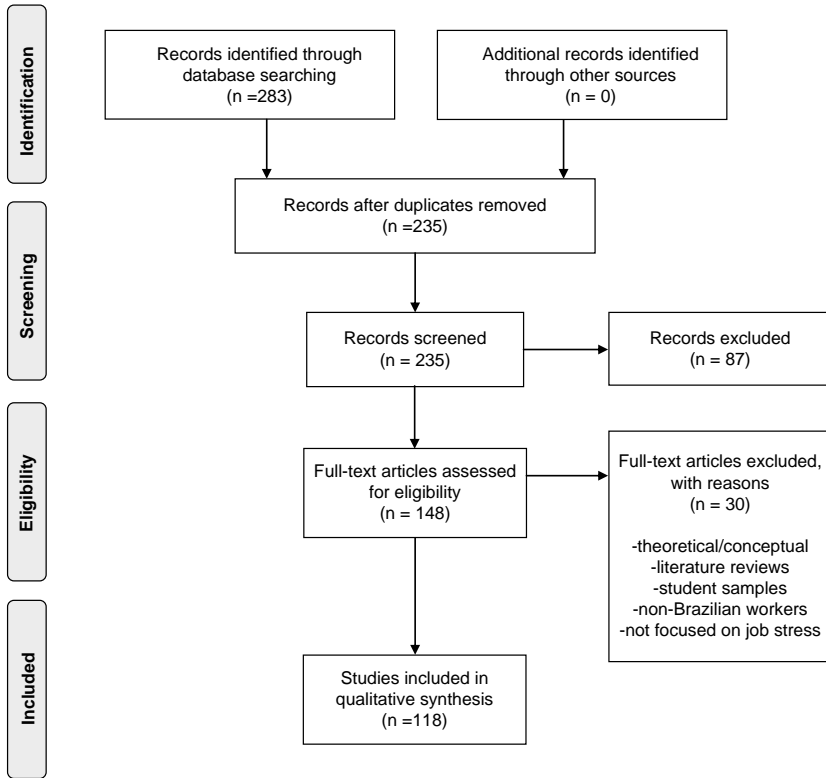 Identification
Records identified through
database searching
(n =283)
Additional records identified
through other sources
(n = 0)
Records after duplicates removed
(n =235)
Screening
Records screened
(n = 235)
Records excluded
(n = 87)
Eligibility
Full-text articles assessed
for eligibility
(n = 148)
Full-text articles excluded,
with reasons
(n = 30)
-theoretical/conceptual
-literature reviews
-student samples
-non-Brazilian workers
-not focused on job stress
Included
Studies included in
qualitative synthesis
(n =118)